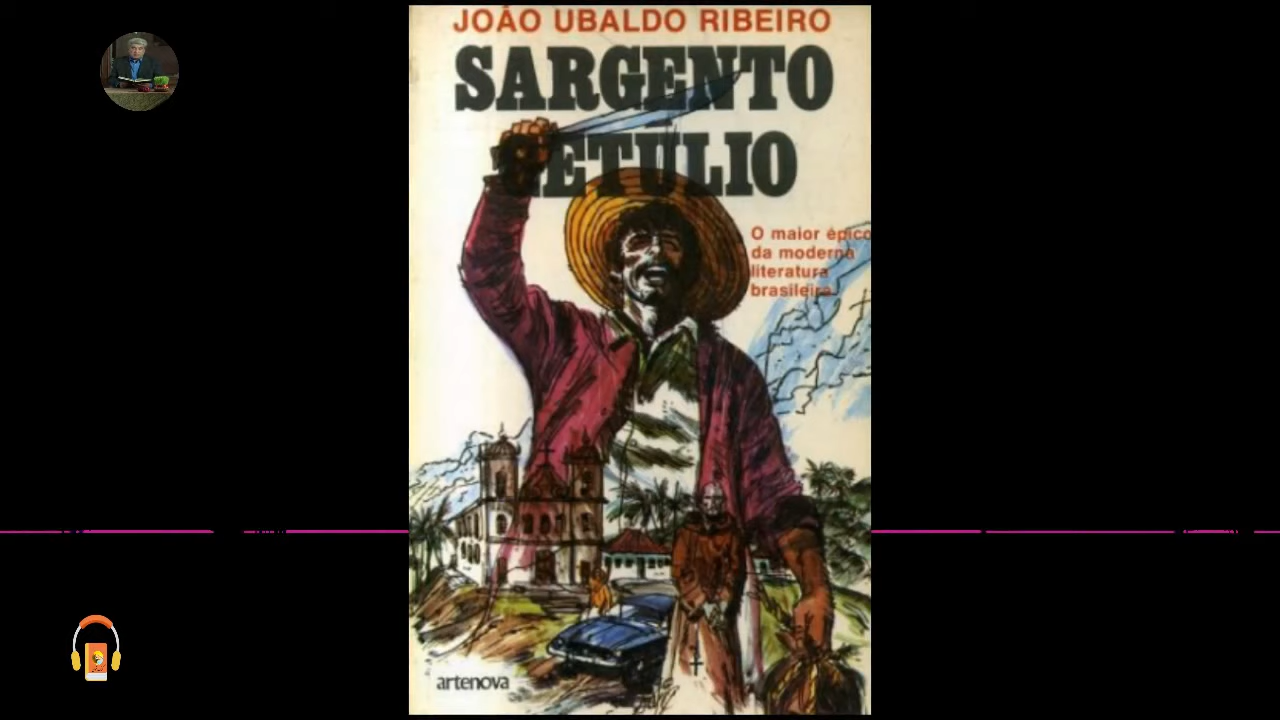 JOÃO UBALDO RIBEIRO
SARGENTO
GETÚLIO
O maior épico
da moderna
literatura
brasileira.
artenova